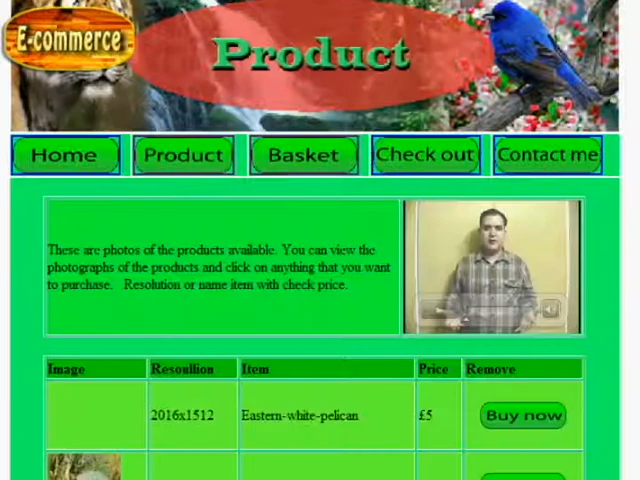 E-commerce
Product
Home Product Basket Check out Contact me
These are photos of the products available. You can view the
photographs of the products and click on anything that you want
to purchase. Resolution or name item with check price.
Image Resoullion Item Price Remove
2016x1512 Eastern-white-pelican £5 Buy now